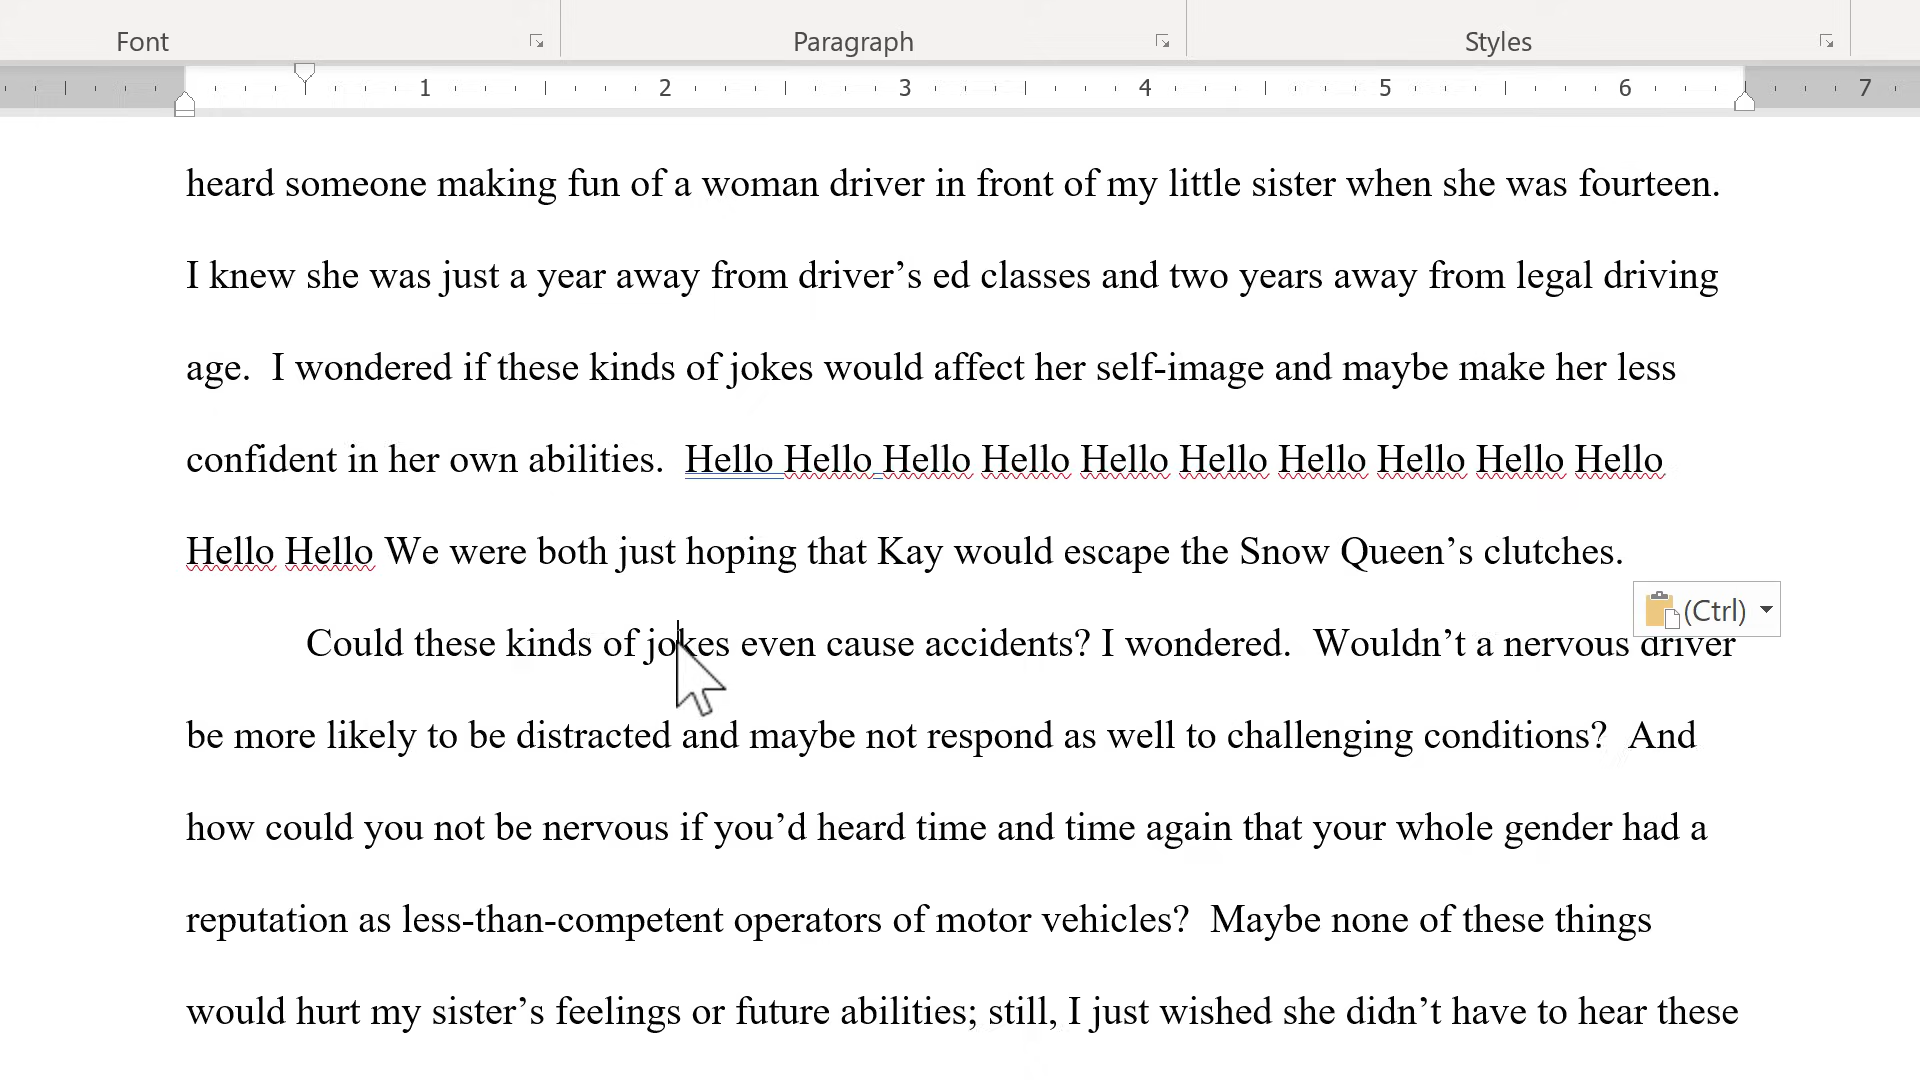 Font Paragraph Styles
1 2 3 4 5 6 7
heard someone making fun of a woman driver in front of my little sister when she was fourteen.
I knew she was just a year away from driver’s ed classes and two years away from legal driving
age.  I wondered if these kinds of jokes would affect her self-image and maybe make her less
confident in her own abilities.  Hello Hello Hello Hello Hello Hello Hello Hello Hello Hello
Hello Hello We were both just hoping that Kay would escape the Snow Queen’s clutches.
(Ctrl)
Could these kinds of jokes even cause accidents? I wondered.  Wouldn’t a nervous driver
be more likely to be distracted and maybe not respond as well to challenging conditions?  And
how could you not be nervous if you’d heard time and time again that your whole gender had a
reputation as less-than-competent operators of motor vehicles?  Maybe none of these things
would hurt my sister’s feelings or future abilities; still, I just wished she didn’t have to hear these